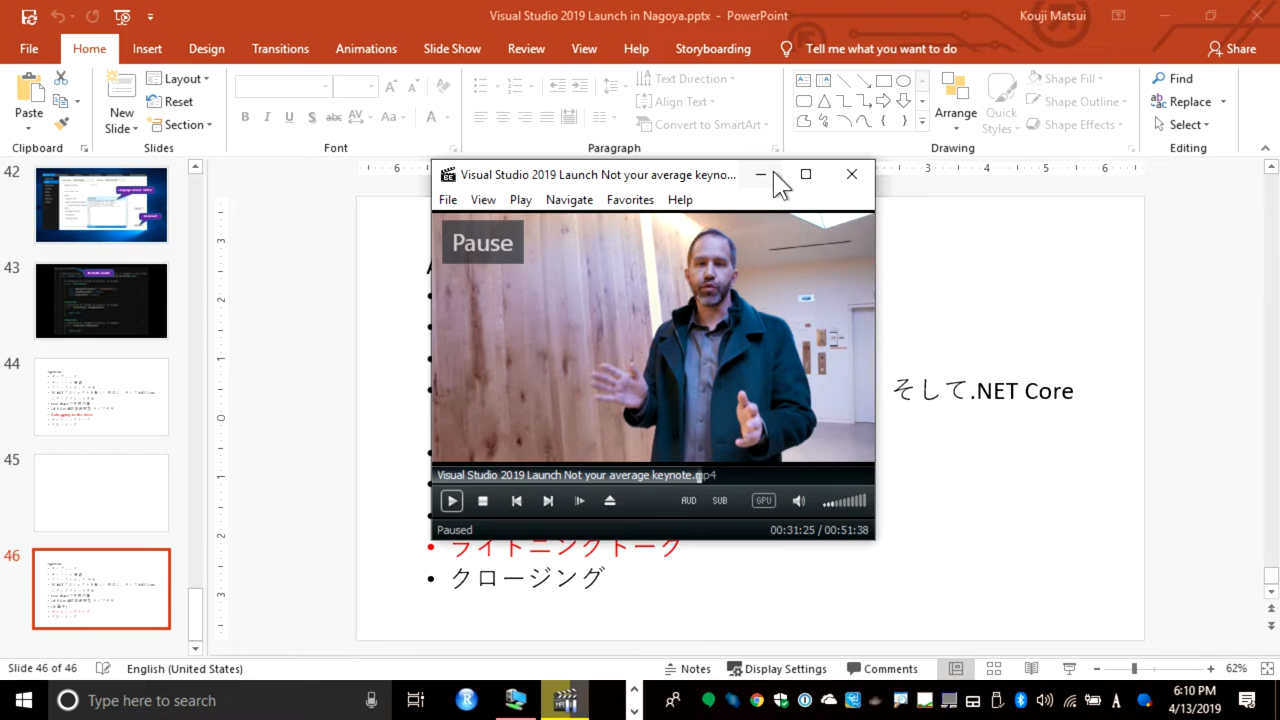 Visual Studio 2019 Launch in Nagoya.pptx - PowerPoint
Kouji Matsui
File Home Insert Design Transitions Animations Slide Show Review View Help Storyboarding Tell me what you want to do Share
Paste
Clipboard
New Slide
Layout
Reset
Section
Slides
Font
Text Direction
Align Text
Convert to SmartArt
Paragraph
Arrange
Quick Styles
Shape Fill
Shape Outline
Shape Effects
Drawing
Find
Replace
Select
Editing
42
43
44
45
46
Visual Studio 2019 Launch Not your average keyno...
File View Play Navigate Favorites Help
Pause
Visual Studio 2019 Launch Not your average keynote.mp4
AUD SUB GPU
Paused 00:31:25 / 00:51:38
そして.NET Core
• ライトニングトーク
• クロージング
Slide 46 of 46 English (United States) Notes Display Settings Comments 62%
Type here to search
6:10 PM
4/13/2019